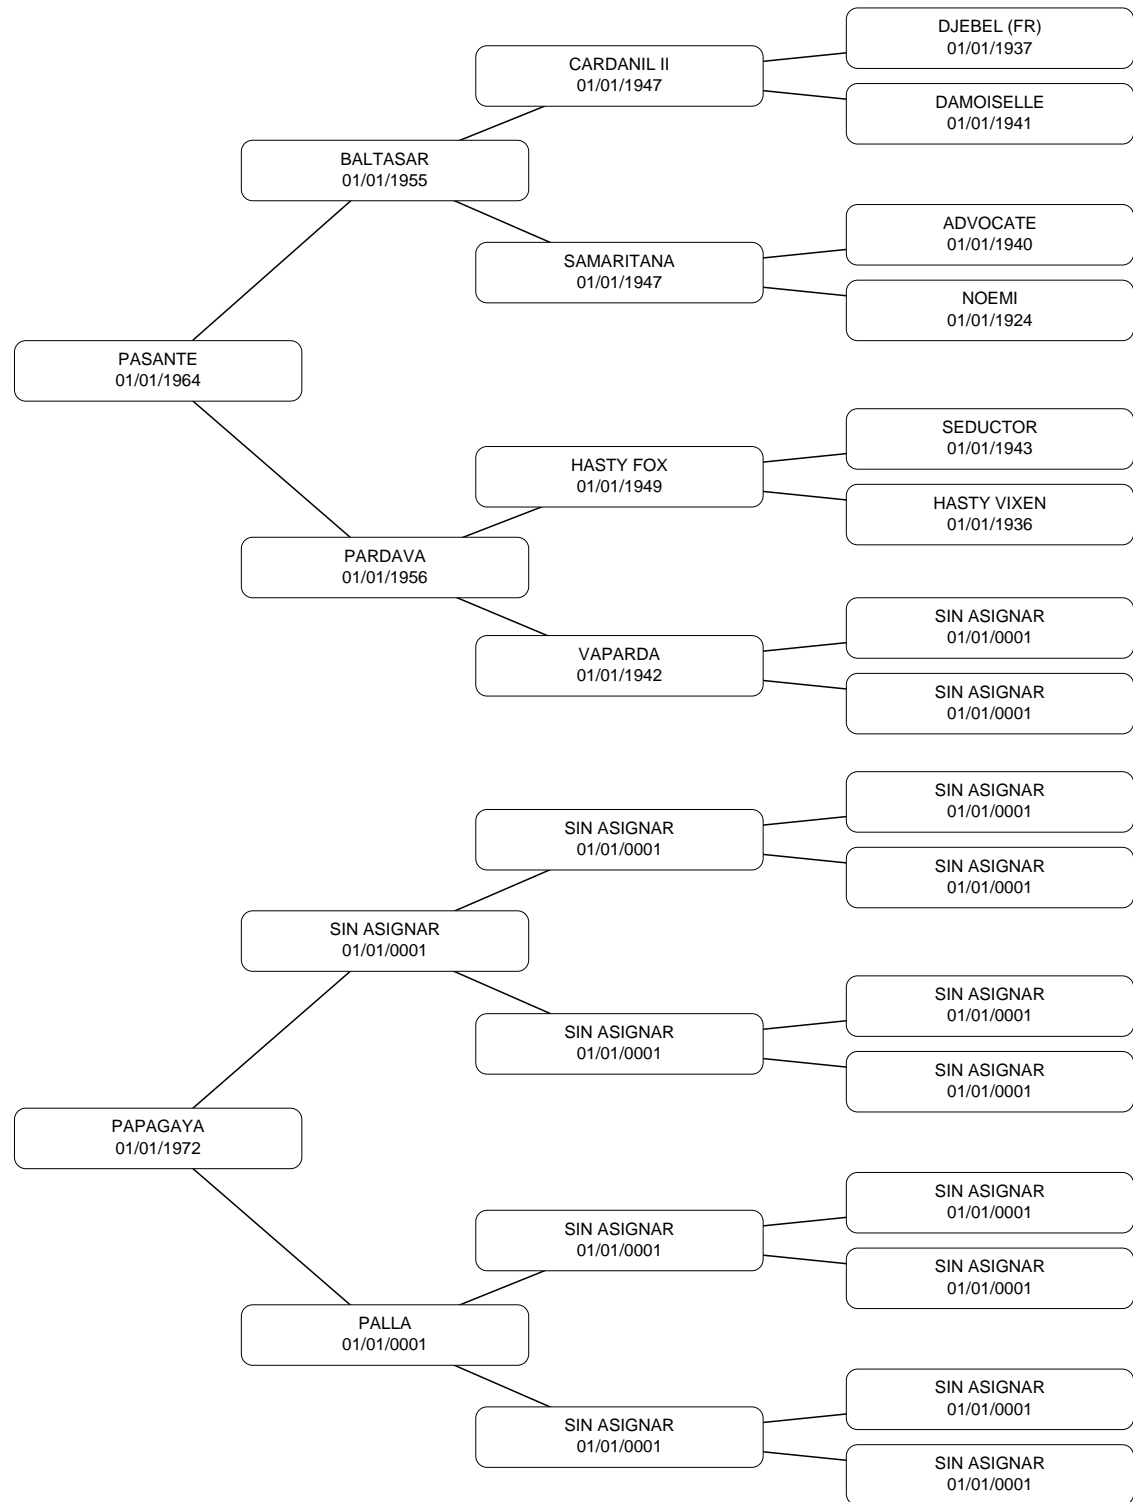 DJEBEL (FR)
01/01/1937
CARDANIL II
01/01/1947
DAMOISELLE
01/01/1941
BALTASAR
01/01/1955
ADVOCATE
01/01/1940
SAMARITANA
01/01/1947
NOEMI
01/01/1924
PASANTE
01/01/1964
SEDUCTOR
01/01/1943
HASTY FOX
01/01/1949
HASTY VIXEN
01/01/1936
PARDAVA
01/01/1956
SIN ASIGNAR
01/01/0001
VAPARDA
01/01/1942
SIN ASIGNAR
01/01/0001
SIN ASIGNAR
01/01/0001
SIN ASIGNAR
01/01/0001
SIN ASIGNAR
01/01/0001
SIN ASIGNAR
01/01/0001
SIN ASIGNAR
01/01/0001
SIN ASIGNAR
01/01/0001
SIN ASIGNAR
01/01/0001
PAPAGAYA
01/01/1972
SIN ASIGNAR
01/01/0001
SIN ASIGNAR
01/01/0001
SIN ASIGNAR
01/01/0001
PALLA
01/01/0001
SIN ASIGNAR
01/01/0001
SIN ASIGNAR
01/01/0001
SIN ASIGNAR
01/01/0001